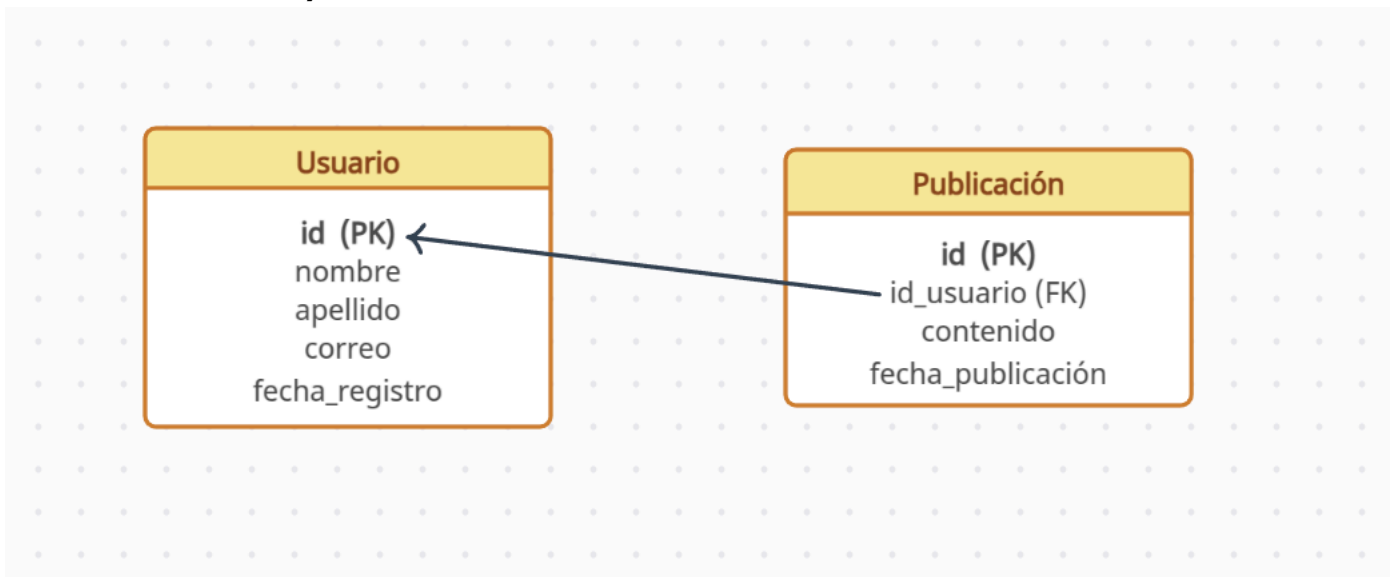 Usuario
id (PK)
nombre
apellido
correo
fecha_registro
Publicación
id (PK)
id_usuario (FK)
contenido
fecha_publicación